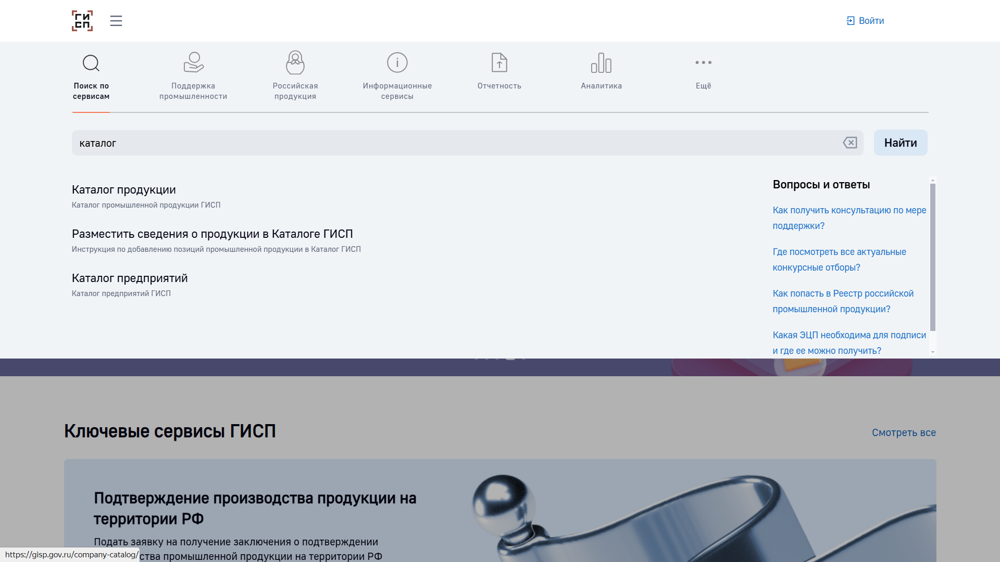 ГИ
СП
Войти
Поиск по
сервисам
Поддержка
промышленности
Российская
продукция
Информационные
сервисы
Отчетность
Аналитика
Ещё
каталог
Найти
Каталог продукции
Каталог промышленной продукции ГИСП
Разместить сведения о продукции в Каталоге ГИСП
Инструкция по добавлению позиций промышленной продукции в Каталог ГИСП
Каталог предприятий
Каталог предприятий ГИСП
Вопросы и ответы
Как получить консультацию по мере
поддержки?
Где посмотреть все актуальные
конкурсные отборы?
Как попасть в Реестр российской
промышленной продукции?
Какая ЭЦП необходима для подписи
и где ее можно получить?
Ключевые сервисы ГИСП
Смотреть все
Подтверждение производства продукции на
территории РФ
Подать заявку на получение заключения о подтверждении
ства промышленной продукции на территории РФ
https://gisp.gov.ru/company-catalog/